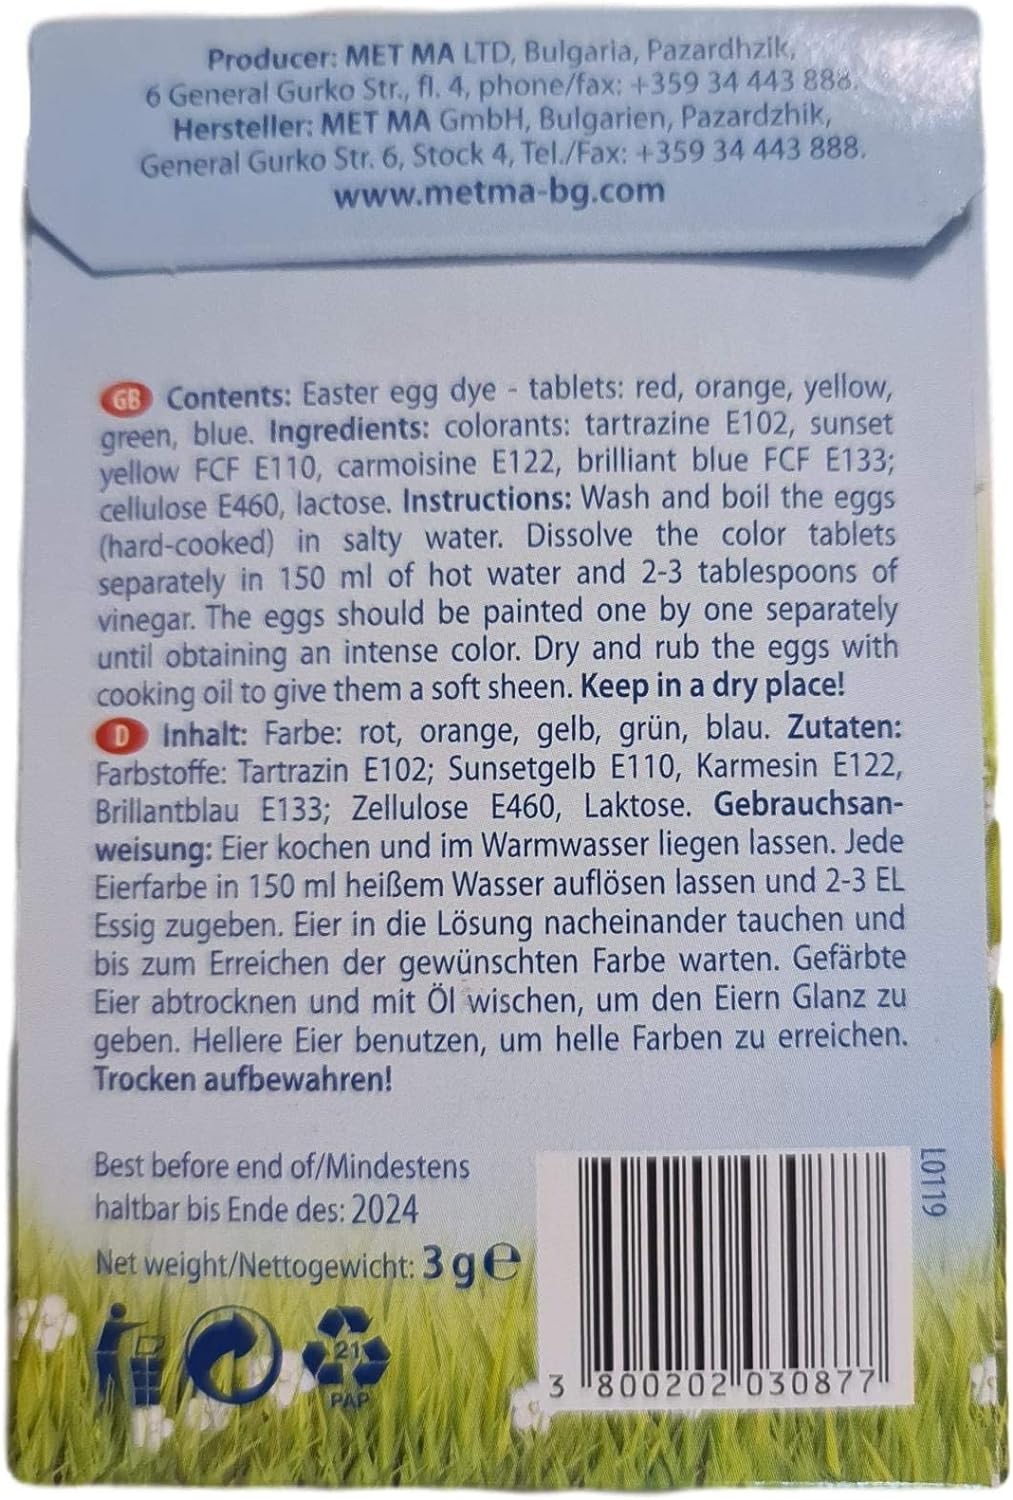 Producer: MET MA LTD, Bulgaria, Pazardhzik,
6 General Gurko Str., fl. 4, phone/fax: +359 34 443 888.
Hersteller: MET MA GmbH, Bulgarien, Pazardzhik,
General Gurko Str. 6, Stock 4, Tel./Fax: +359 34 443 888.
www.metma-bg.com
GB Contents: Easter egg dye - tablets: red, orange, yellow,
green, blue. Ingredients: colorants: tartrazine E102, sunset
yellow FCF E110, carmoisine E122, brilliant blue FCF E133;
cellulose E460, lactose. Instructions: Wash and boil the eggs
(hard-cooked) in salty water. Dissolve the color tablets
separately in 150 ml of hot water and 2-3 tablespoons of
vinegar. The eggs should be painted one by one separately
until obtaining an intense color. Dry and rub the eggs with
cooking oil to give them a soft sheen. Keep in a dry place!
D Inhalt: Farbe: rot, orange, gelb, grün, blau. Zutaten:
Farbstoffe: Tartrazin E102; Sunsetgelb E110, Karmesin E122,
Brillantblau E133; Zellulose E460, Laktose. Gebrauchsan-
weisung: Eier kochen und im Warmwasser liegen lassen. Jede
Eierfarbe in 150 ml heißem Wasser auflösen lassen und 2-3 EL
Essig zugeben. Eier in die Lösung nacheinander tauchen und
bis zum Erreichen der gewünschten Farbe warten. Gefärbte
Eier abtrocknen und mit Öl wischen, um den Eiern Glanz zu
geben. Hellere Eier benutzen, um helle Farben zu erreichen.
Trocken aufbewahren!
Best before end of/Mindestens
haltbar bis Ende des: 2024
Net weight/Nettogewicht: 3 g e
21
PAP
L0119
3 800202 030877